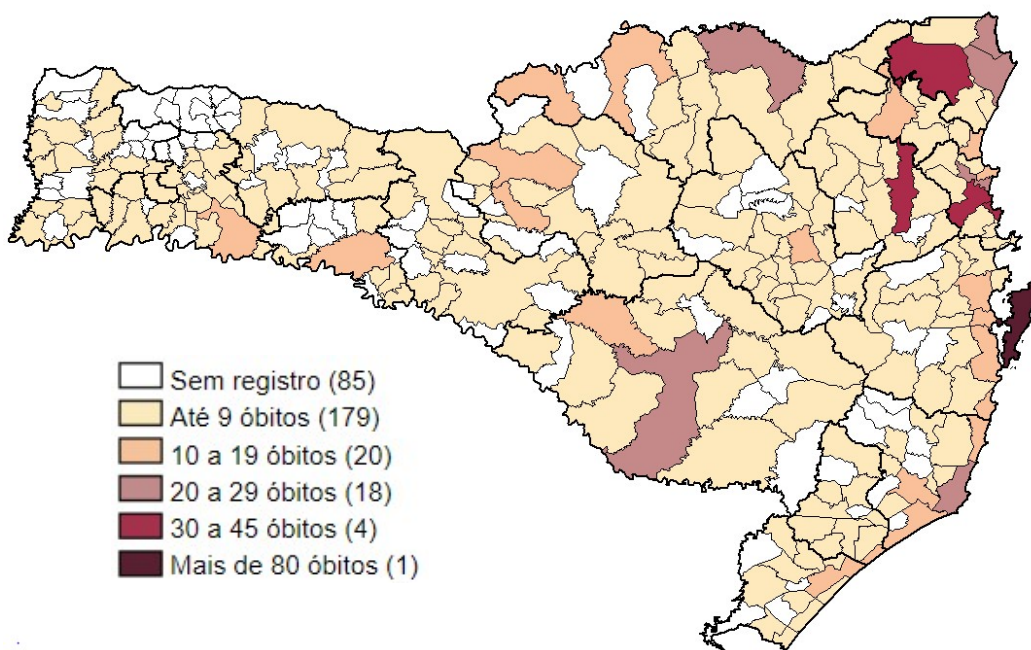 Sem registro (85)
Até 9 óbitos (179)
10 a 19 óbitos (20)
20 a 29 óbitos (18)
30 a 45 óbitos (4)
Mais de 80 óbitos (1)